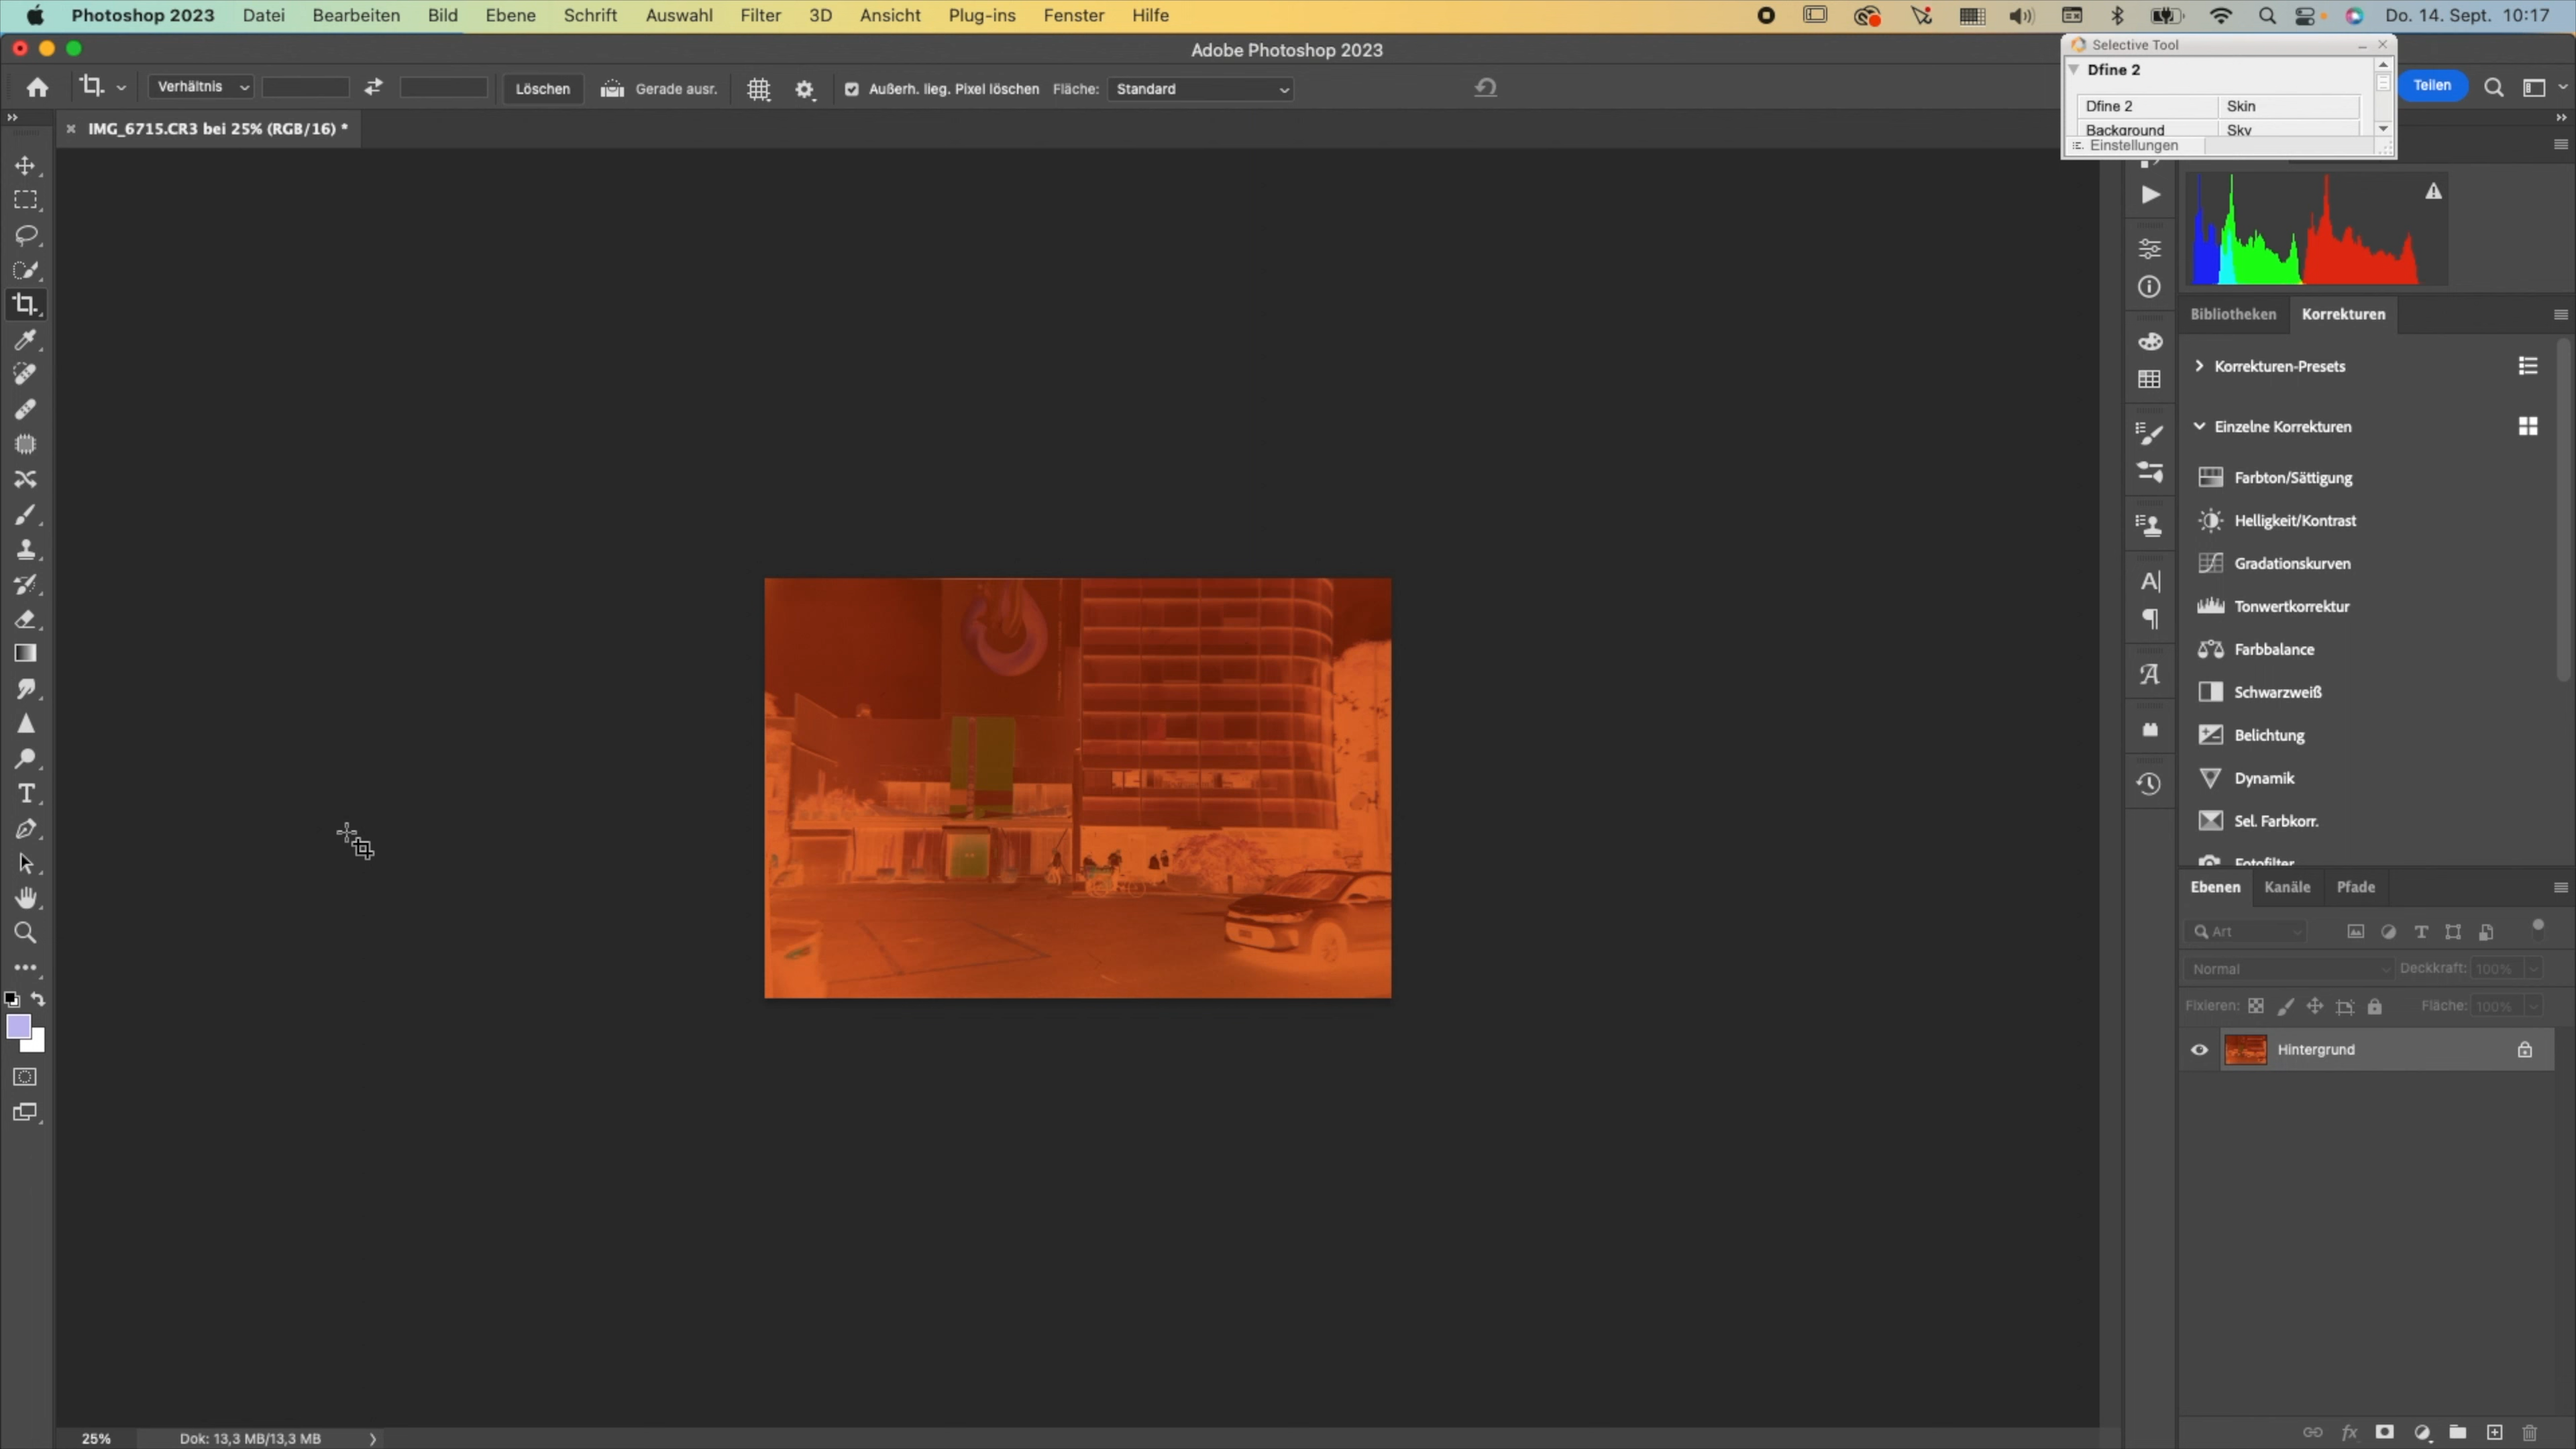 Photoshop 2023 Datei Bearbeiten Bild Ebene Schrift Auswahl Filter 3D Ansicht Plug-ins Fenster Hilfe Do. 14. Sept. 10:17
Adobe Photoshop 2023
Selective Tool
Dfine 2
Dfine 2 Skin
Background Sky
Einstellungen
Verhältnis Löschen Gerade ausr. Außerh. lieg. Pixel löschen Fläche: Standard Teilen
IMG_6715.CR3 bei 25% (RGB/16) *
Bibliotheken Korrekturen
Korrekturen-Presets
Einzelne Korrekturen
Farbton/Sättigung
Helligkeit/Kontrast
Gradationskurven
Tonwertkorrektur
Farbbalance
Schwarzweiß
Belichtung
Dynamik
Sel. Farbkorr.
Fotofilter
Ebenen Kanäle Pfade
Art
Normal Deckkraft: 100%
Fixieren: Fläche: 100%
Hintergrund
25% Dok: 13,3 MB/13,3 MB